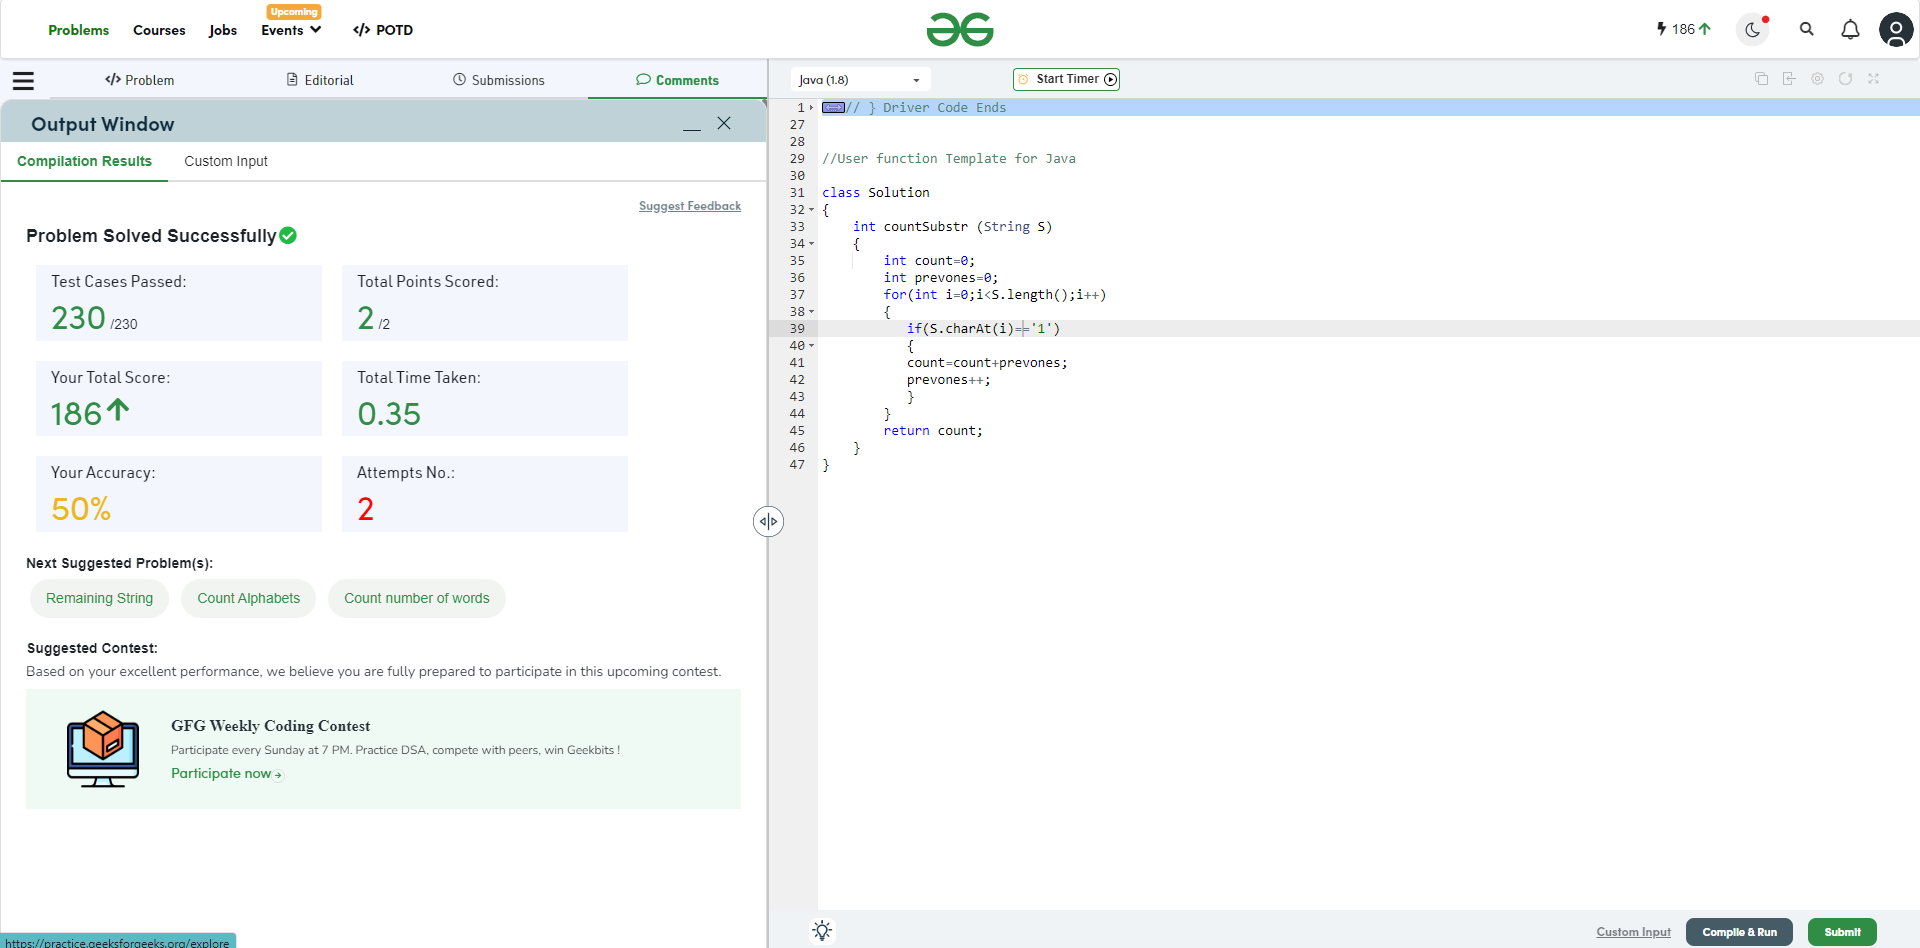 Problems
Courses
Jobs
Upcoming
Events
</> POTD
186
</> Problem
Editorial
Submissions
Comments
Output Window
Compilation Results
Custom Input
Suggest Feedback
Problem Solved Successfully
Test Cases Passed:
230 /230
Total Points Scored:
2 /2
Your Total Score:
186
Total Time Taken:
0.35
Your Accuracy:
50%
Attempts No.:
2
Next Suggested Problem(s):
Remaining String
Count Alphabets
Count number of words
Suggested Contest:
Based on your excellent performance, we believe you are fully prepared to participate in this upcoming contest.
GFG Weekly Coding Contest
Participate every Sunday at 7 PM. Practice DSA, compete with peers, win Geekbits !
Participate now
https://practice.geeksforgeeks.org/explore
Java (1.8)
Start Timer
1 // } Driver Code Ends
27
28
29 //User function Template for Java
30
31 class Solution
32 {
33 int countSubstr (String S)
34 {
35 int count=0;
36 int prevones=0;
37 for(int i=0;i<S.length();i++)
38 {
39 if(S.charAt(i)=='1')
40 {
41 count=count+prevones;
42 prevones++;
43 }
44 }
45 return count;
46 }
47 }
Custom Input
Compile & Run
Submit